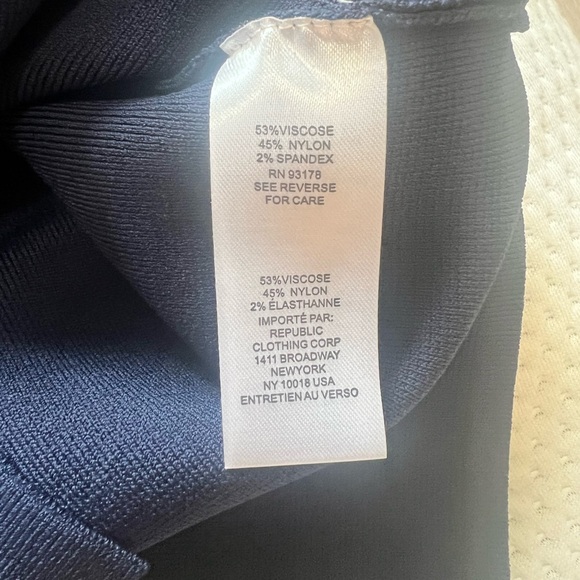 53%VISCOSE
45% NYLON
2% SPANDEX
RN 93178
SEE REVERSE
FOR CARE
53%VISCOSE
45% NYLON
2% ÉLASTHANNE
IMPORTÉ PAR:
REPUBLIC
CLOTHING CORP
1411 BROADWAY
NEWYORK
NY 10018 USA
ENTRETIEN AU VERSO